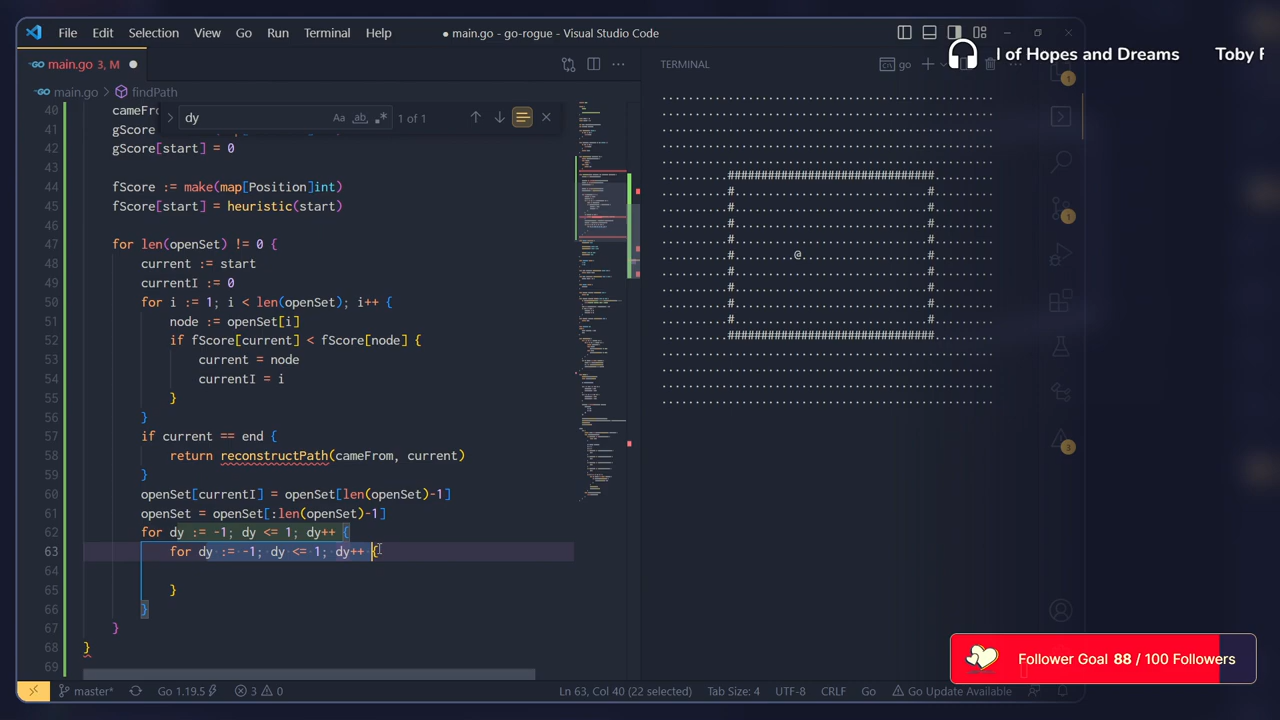 File Edit Selection View Go Run Terminal Help
● main.go - go-rogue - Visual Studio Code
l of Hopes and Dreams Toby F
main.go 3, M
main.go > findPath
dy
Aa ab .* 1 of 1
TERMINAL
go
40 cameFro
41 gScore
42 gScore[start] = 0
43
44 fScore := make(map[Position]int)
45 fScore[start] = heuristic(start)
46
47 for len(openSet) != 0 {
48 current := start
49 currentI := 0
50 for i := 1; i < len(openSet); i++ {
51 node := openSet[i]
52 if fScore[current] < fScore[node] {
53 current = node
54 currentI = i
55 }
56 }
57 if current == end {
58 return reconstructPath(cameFrom, current)
59 }
60 openSet[currentI] = openSet[len(openSet)-1]
61 openSet = openSet[:len(openSet)-1]
62 for dy := -1; dy <= 1; dy++ {
63 for dy := -1; dy <= 1; dy++ {
64
65 }
66 }
67 }
68 }
69
@
1
1
2
3
Follower Goal 88 / 100 Followers
master* Go 1.19.5 3 0 Ln 63, Col 40 (22 selected) Tab Size: 4 UTF-8 CRLF Go Go Update Available